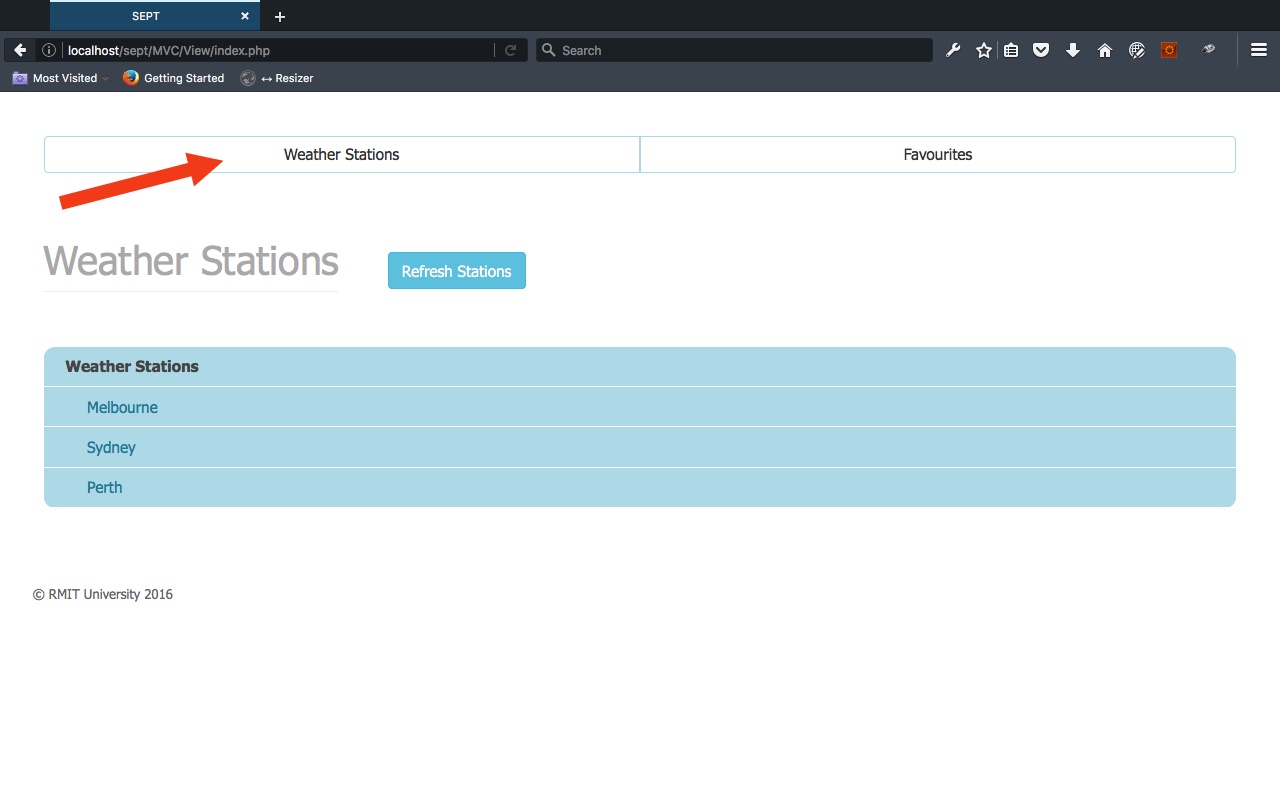 SEPT
localhost/sept/MVC/View/index.php
Search
Most Visited
Getting Started
↔ Resizer
Weather Stations
Favourites
Weather Stations
Refresh Stations
Weather Stations
Melbourne
Sydney
Perth
© RMIT University 2016